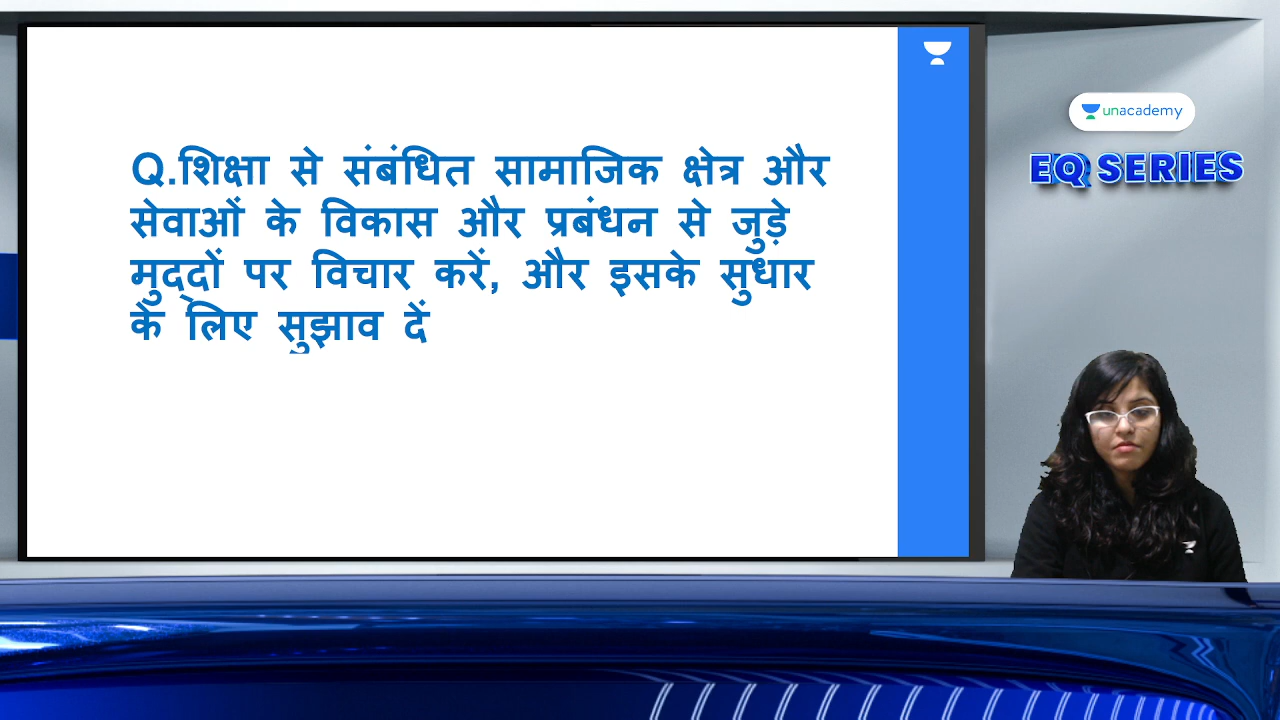 Q.शिक्षा से संबंधित सामाजिक क्षेत्र और
सेवाओं के विकास और प्रबंधन से जुड़े
मुद्दों पर विचार करें, और इसके सुधार
के लिए सुझाव दें
unacademy
EQ SERIES